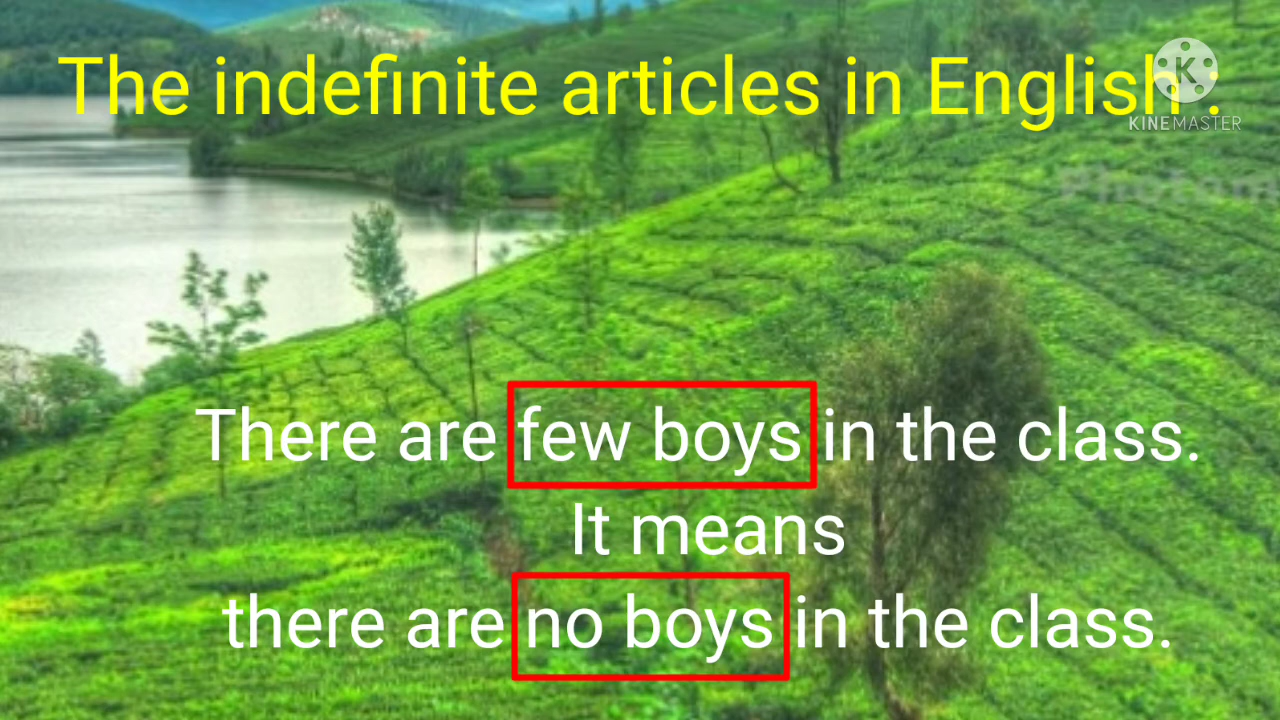 The indefinite articles in English :
KINEMASTER
There are few boys in the class.
It means
there are no boys in the class.